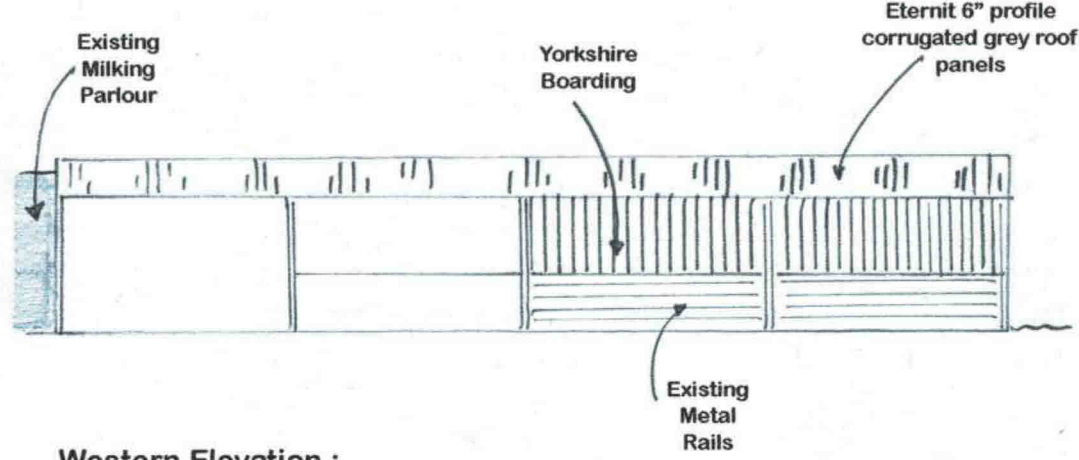 Eternit 6” profile
corrugated grey roof
panels
Existing
Milking
Parlour
Yorkshire
Boarding
Existing
Metal
Rails
Western Elevation :